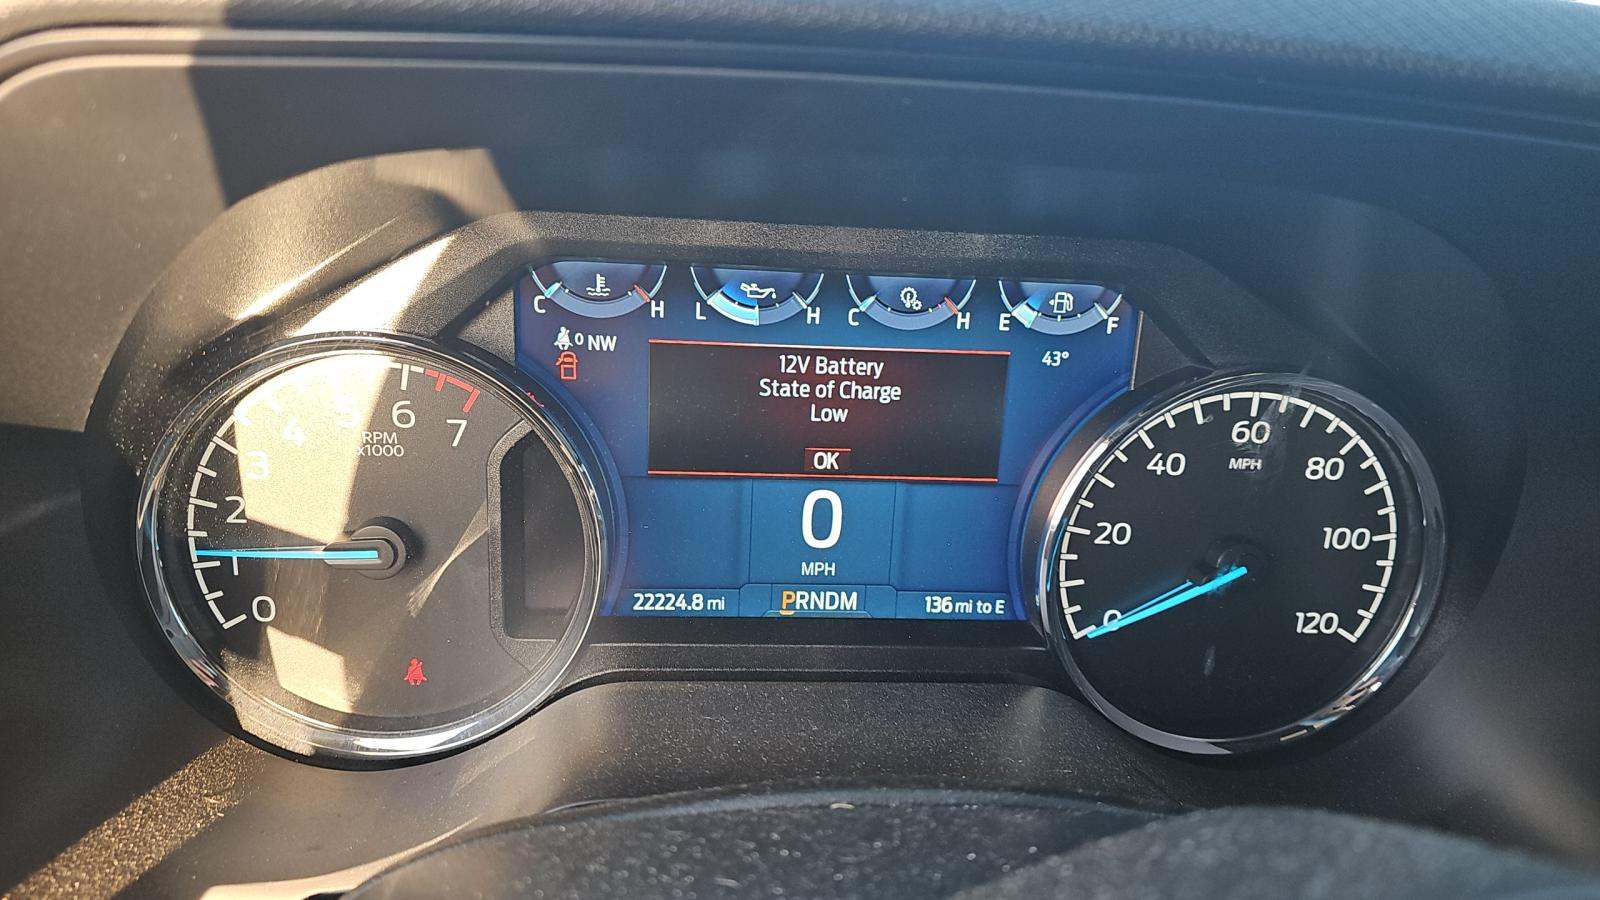 C H L H C H E F
0 NW 43°
12V Battery
State of Charge
Low
OK
0
MPH
22224.8 mi PRNDM 136 mi to E
0 1 2 3 4 5 6 7
RPM
x1000
0 20 40 60 80 100 120
MPH